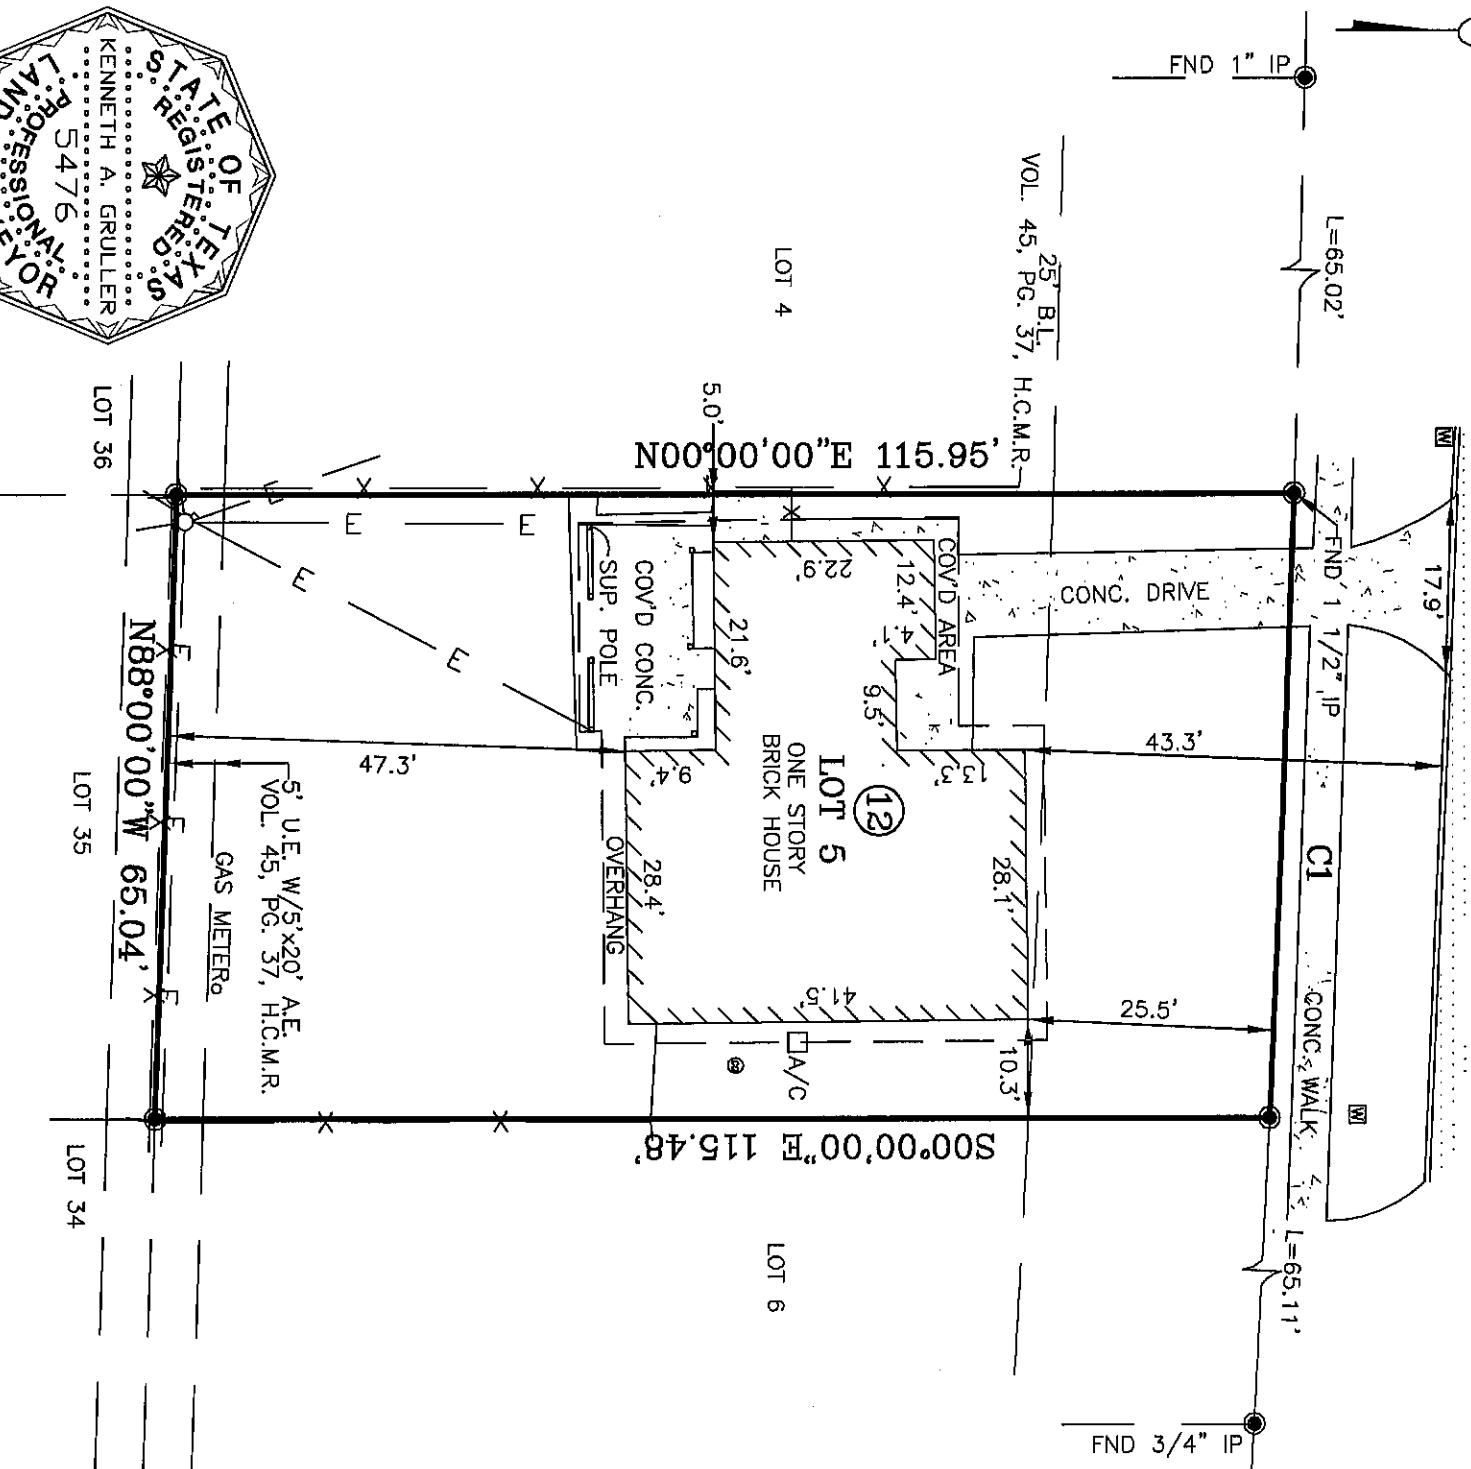 FND 1" IP
L=65.02'
VOL. 45, PG. 37, H.C.M.R.
25' B.L.
LOT 4
STATE OF TEXAS
REGISTERED
KENNETH A. GRULLER
5476
PROFESSIONAL
LAND
LOT 36
5.0'
N00°00'00"E 115.95'
W
17.9'
FND 1 1/2" IP
CONC. DRIVE
COV'D AREA
12.4'
22.9'
4.1'
9.5'
21.6'
COV'D CONC.
SUP. POLE
E
E
E
E
E
X
X
X
X
43.3'
13.3'
9.4'
47.3'
12
LOT 5
ONE STORY
BRICK HOUSE
28.1'
28.4'
OVERHANG
41.5'
C1
CONC. WALK
25.5'
10.3'
A/C
W
5' U.E. W/5'x20' A.E.
VOL. 45, PG. 37, H.C.M.R.
GAS METER
N88°00'00"W 65.04'
X E
X E
X E
LOT 35
X
X
S00°00'00"E 115.48'
LOT 34
LOT 6
L=65.11'
FND 3/4" IP